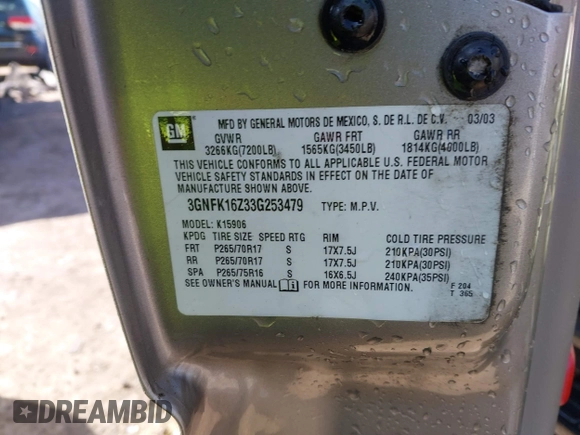 GM
MFD BY GENERAL MOTORS DE MEXICO, S. DE R.L. DE C.V. 03/03
GVWR GAWR FRT GAWR RR
3266KG(7200LB) 1565KG(3450LB) 1814KG(4000LB)
THIS VEHICLE CONFORMS TO ALL APPLICABLE U.S. FEDERAL MOTOR
VEHICLE SAFETY STANDARDS IN EFFECT ON THE DATE OF
MANUFACTURE SHOWN ABOVE.
3GNFK16Z33G253479 TYPE: M.P.V.
MODEL: K15906
KPDG TIRE SIZE SPEED RTG RIM COLD TIRE PRESSURE
FRT P265/70R17 S 17X7.5J 210KPA(30PSI)
RR P265/70R17 S 17X7.5J 210KPA(30PSI)
SPA P265/75R16 S 16X6.5J 240KPA(35PSI)
SEE OWNER'S MANUAL FOR MORE INFORMATION.
F 204
T 365
DREAMBID